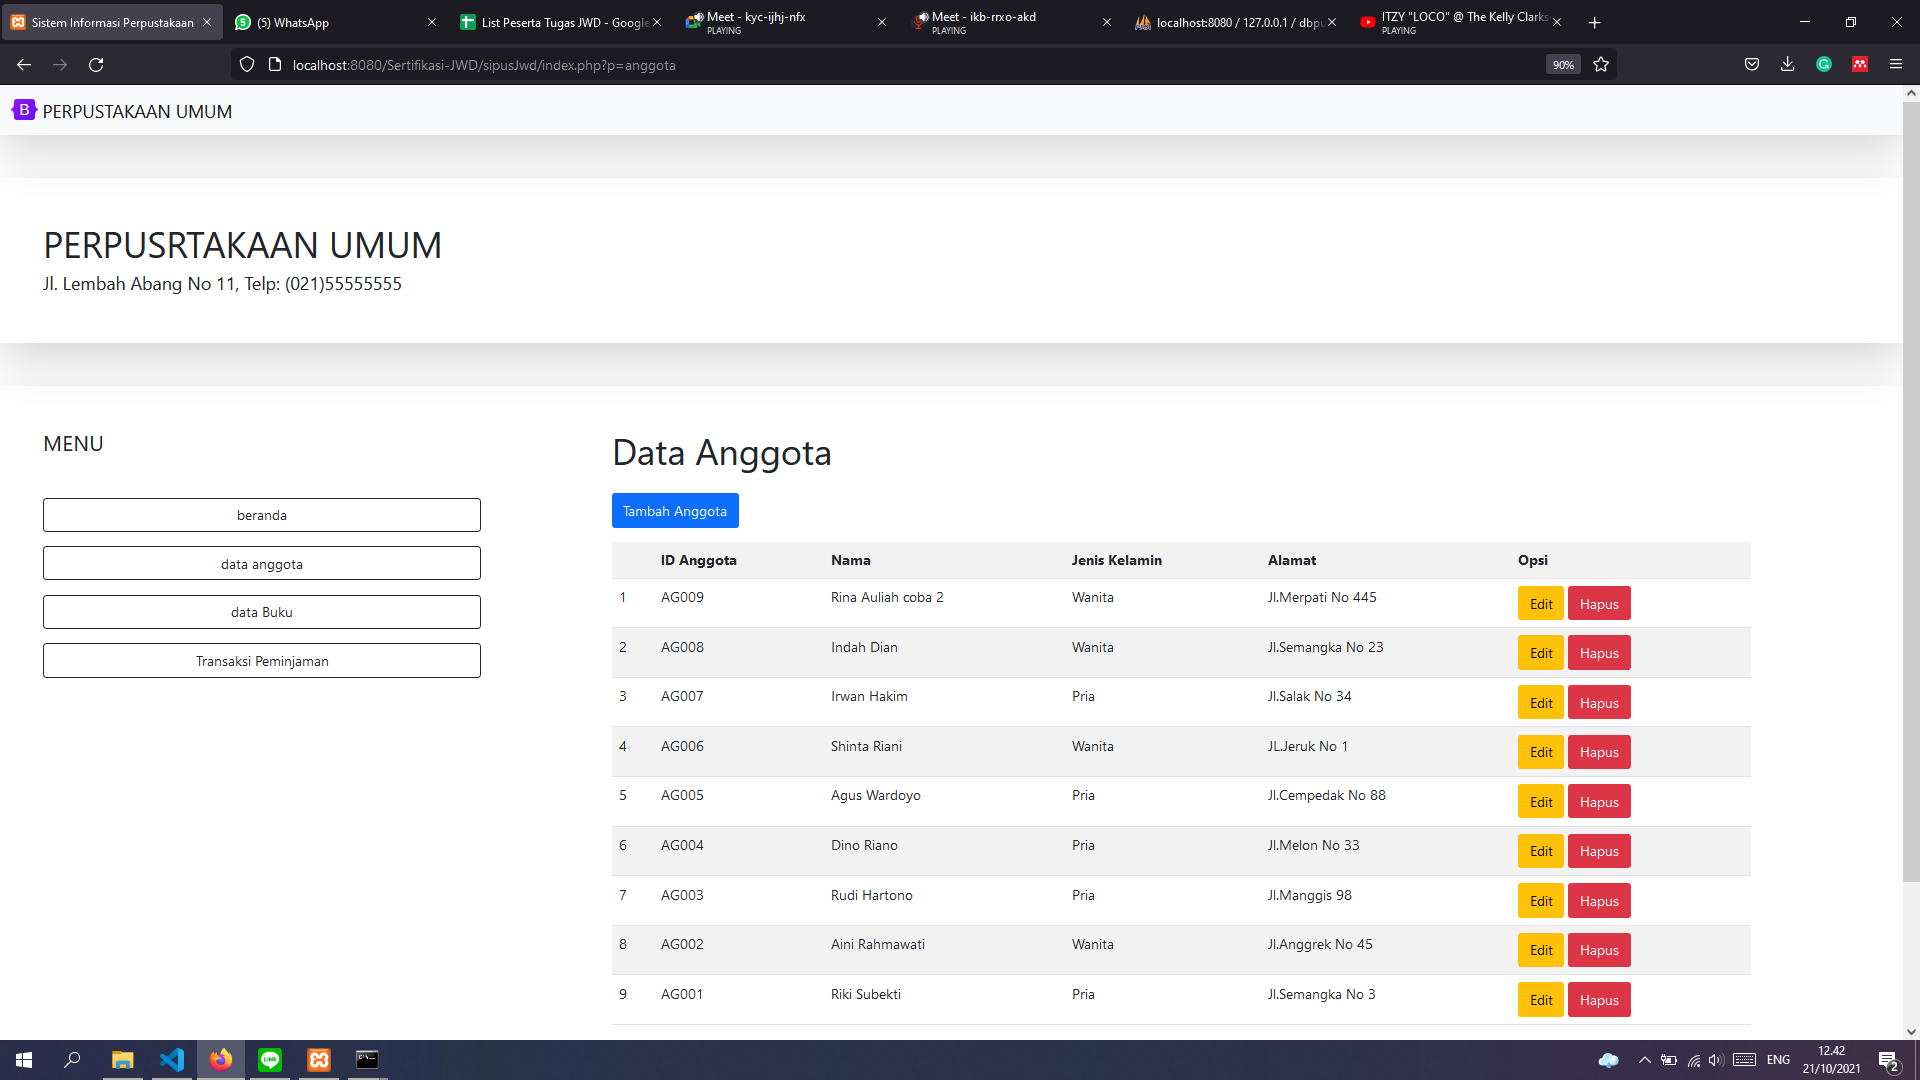 Sistem Informasi Perpustakaan
(5) WhatsApp
List Peserta Tugas JWD - Google
Meet - kyc-ijhj-nfx
PLAYING
Meet - ikb-rrxo-akd
PLAYING
localhost:8080 / 127.0.0.1 / dbpu
ITZY "LOCO" @ The Kelly Clarks
PLAYING
localhost:8080/Sertifikasi-JWD/sipusJwd/index.php?p=anggota
90%
B PERPUSTAKAAN UMUM
PERPUSRTAKAAN UMUM
Jl. Lembah Abang No 11, Telp: (021)55555555
MENU
beranda
data anggota
data Buku
Transaksi Peminjaman
Data Anggota
Tambah Anggota
ID Anggota Nama Jenis Kelamin Alamat Opsi
1 AG009 Rina Auliah coba 2 Wanita Jl.Merpati No 445 Edit Hapus
2 AG008 Indah Dian Wanita Jl.Semangka No 23 Edit Hapus
3 AG007 Irwan Hakim Pria Jl.Salak No 34 Edit Hapus
4 AG006 Shinta Riani Wanita JL.Jeruk No 1 Edit Hapus
5 AG005 Agus Wardoyo Pria Jl.Cempedak No 88 Edit Hapus
6 AG004 Dino Riano Pria Jl.Melon No 33 Edit Hapus
7 AG003 Rudi Hartono Pria Jl.Manggis 98 Edit Hapus
8 AG002 Aini Rahmawati Wanita Jl.Anggrek No 45 Edit Hapus
9 AG001 Riki Subekti Pria Jl.Semangka No 3 Edit Hapus
LINE
ENG
12.42
21/10/2021
2